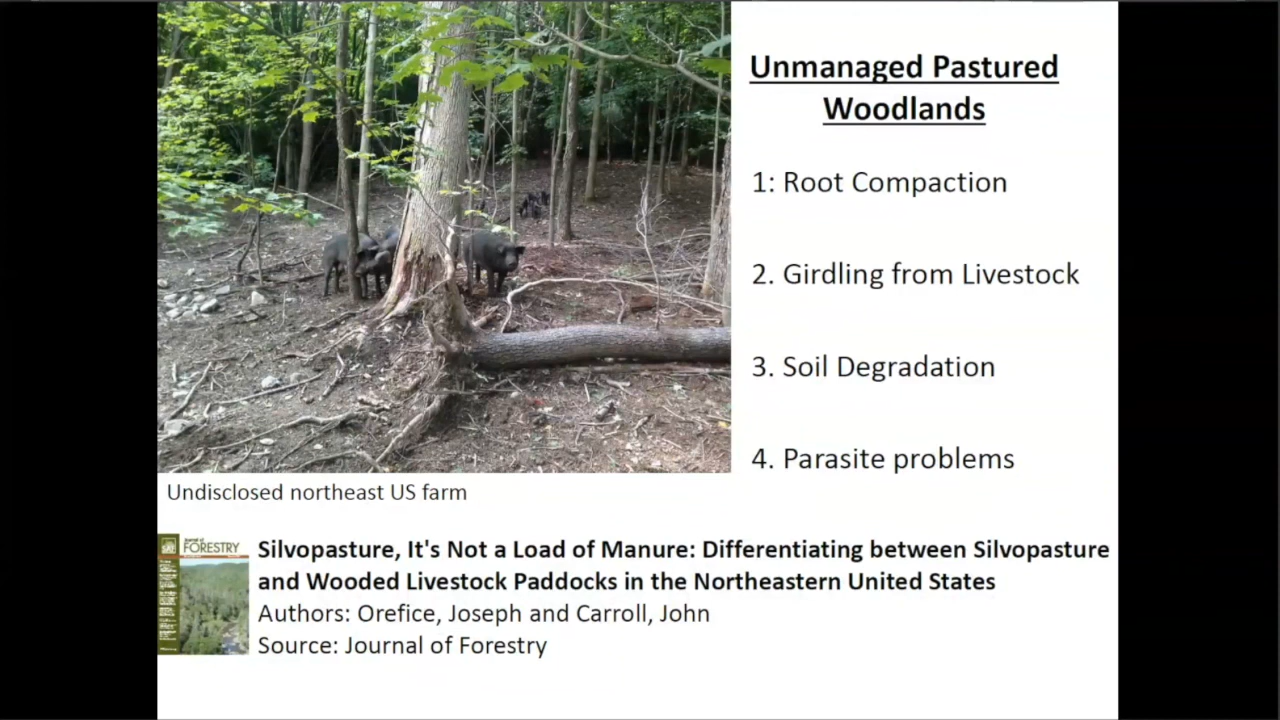 Unmanaged Pastured
Woodlands
1: Root Compaction
2. Girdling from Livestock
3. Soil Degradation
4. Parasite problems
Undisclosed northeast US farm
Journal of
FORESTRY
Silvopasture, It's Not a Load of Manure: Differentiating between Silvopasture
and Wooded Livestock Paddocks in the Northeastern United States
Authors: Orefice, Joseph and Carroll, John
Source: Journal of Forestry